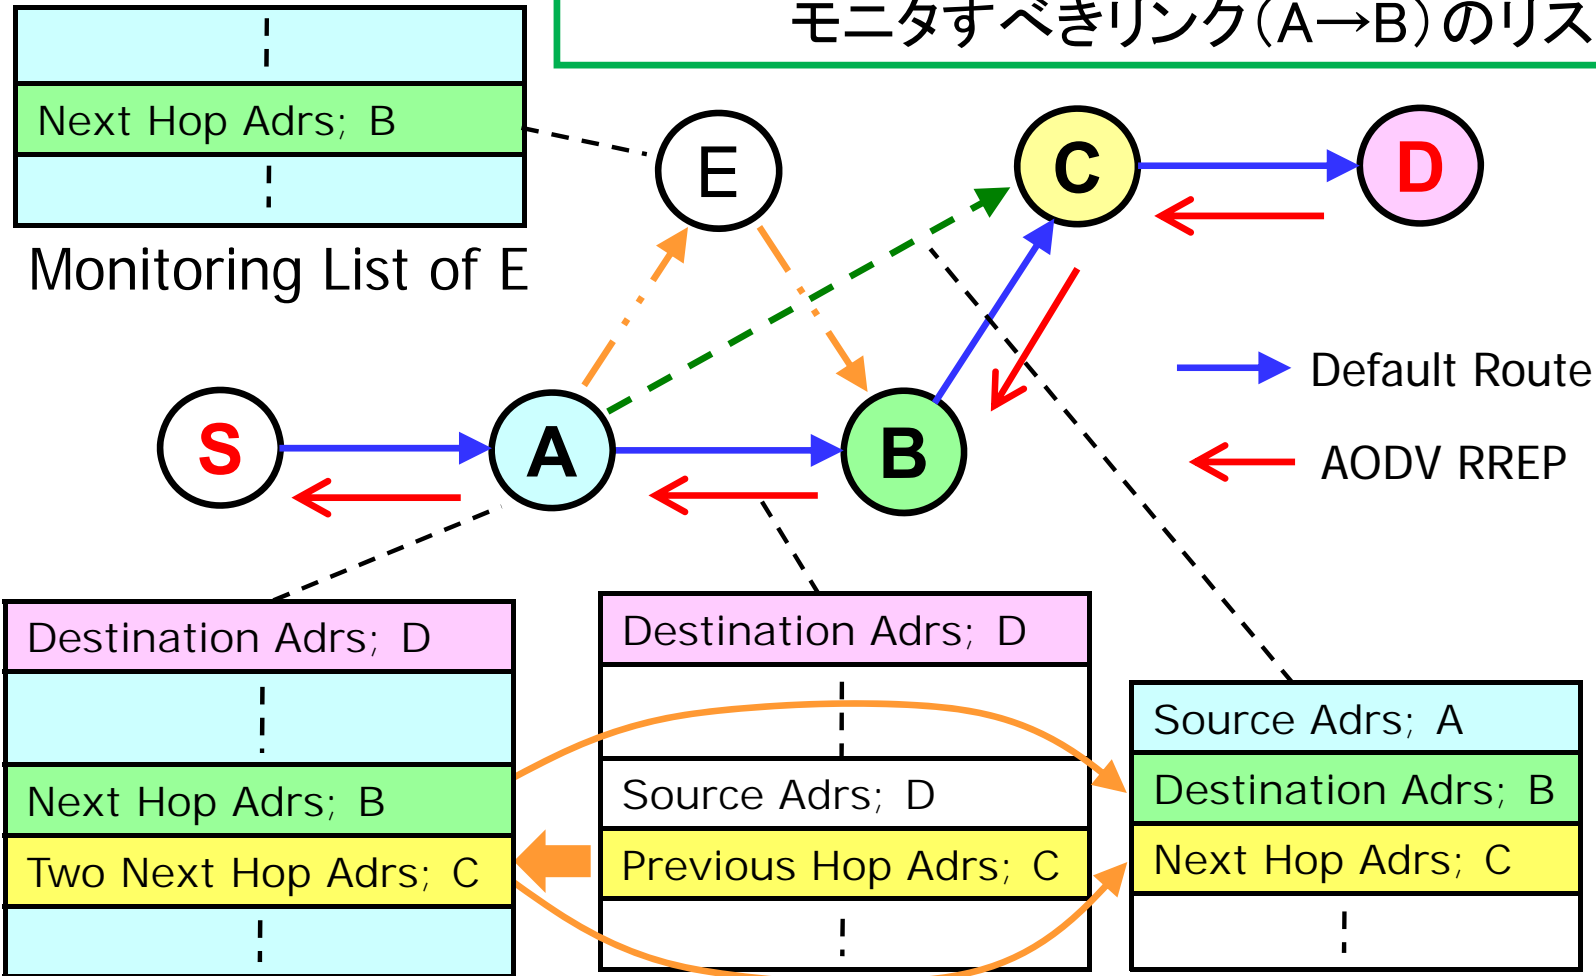 モニタすべきリンク(A→B)のリス
Next Hop Adrs; B
Monitoring List of E
E
C
D
S
A
B
Default Route
AODV RREP
Destination Adrs; D
Next Hop Adrs; B
Two Next Hop Adrs; C
Destination Adrs; D
Source Adrs; D
Previous Hop Adrs; C
Source Adrs; A
Destination Adrs; B
Next Hop Adrs; C